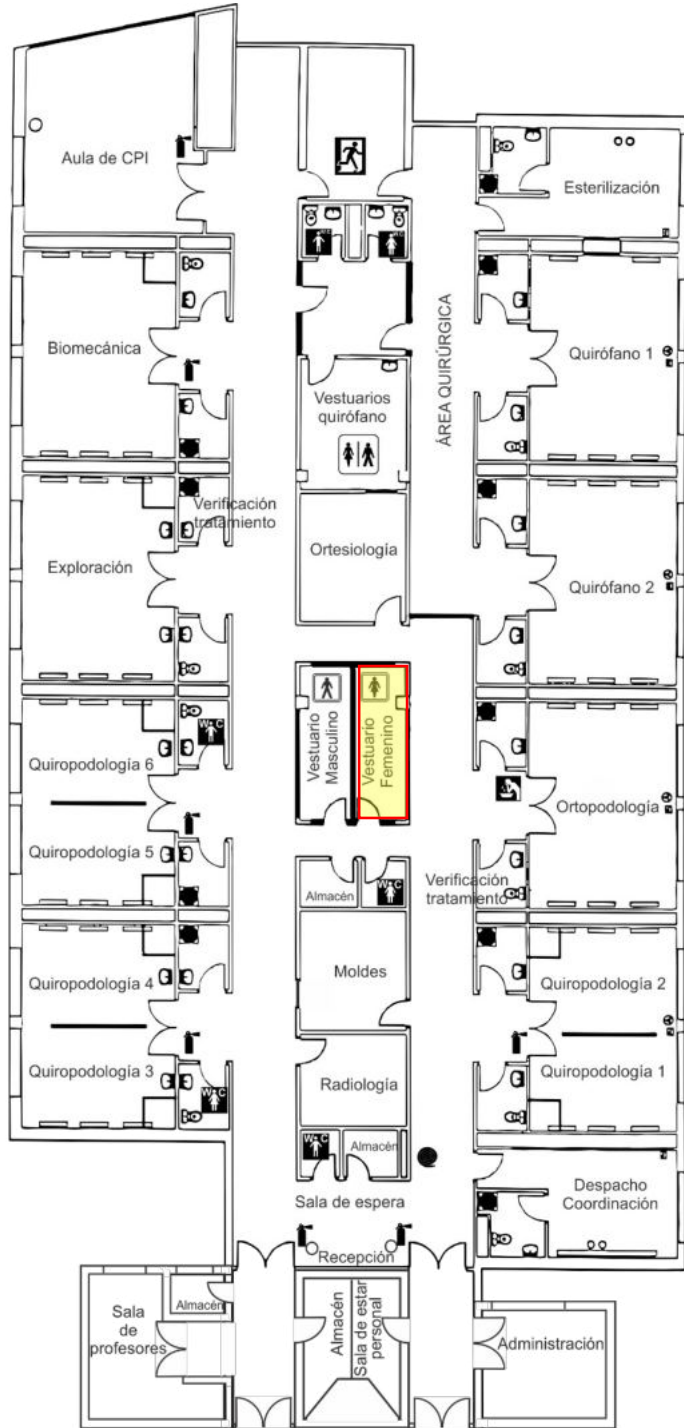 Aula de CPI
Esterilización
Biomecánica
ÁREA QUIRÚRGICA
Quirófano 1
Vestuarios
quirófano
Verificación
tratamiento
Ortesiología
Exploración
Quirófano 2
Vestuario
Masculino
Vestuario
Femenino
W C
Quiropodología 6
Ortopodología
Quiropodología 5
Almacén
W C
Verificación
tratamiento
Moldes
Quiropodología 4
Quiropodología 2
Quiropodología 3
Radiología
Quiropodología 1
W C
W C
Almacén
Sala de espera
Despacho
Coordinación
Recepción
Almacén
Sala
de
profesores
Almacén
Sala de estar
personal
Administración